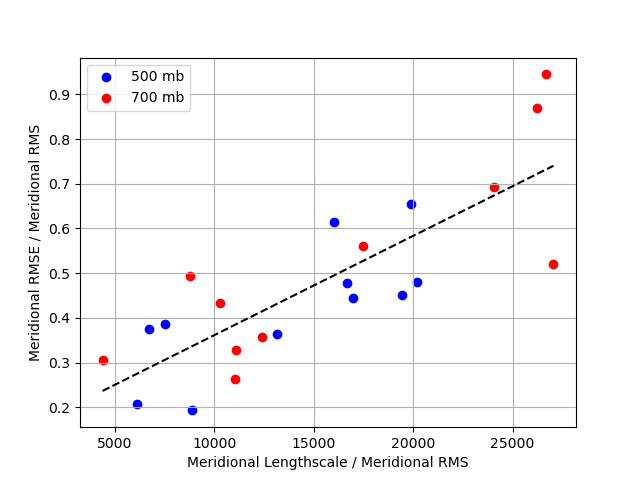 500 mb
700 mb
0.9
0.8
0.7
0.6
0.5
0.4
0.3
0.2
Meridional RMSE / Meridional RMS
5000 10000 15000 20000 25000
Meridional Lengthscale / Meridional RMS